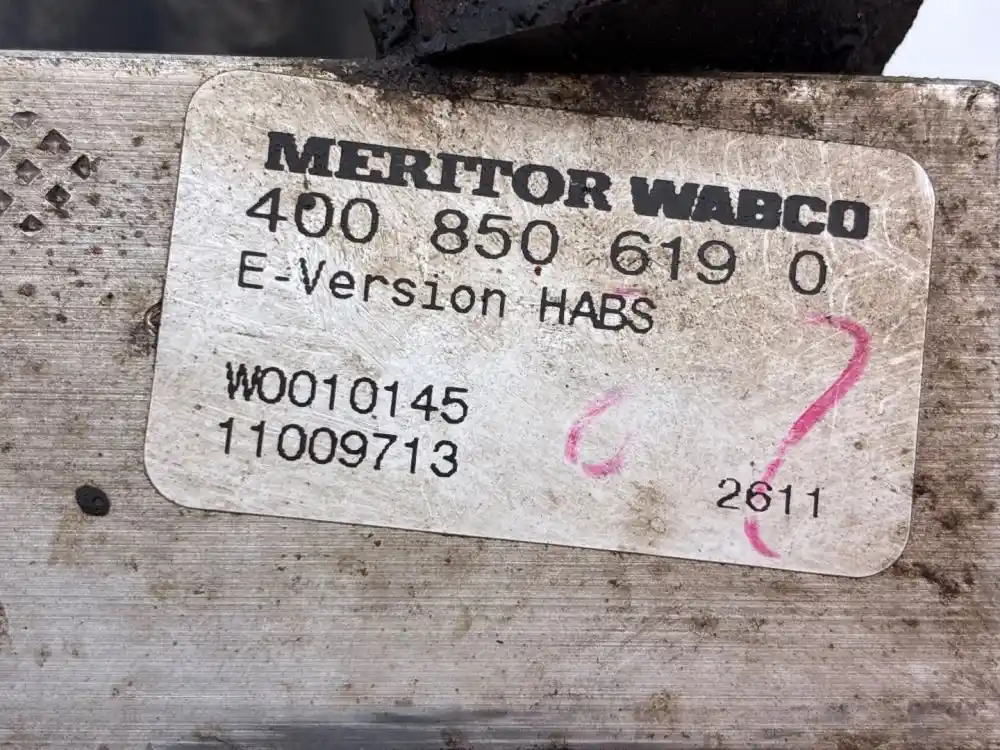 MERITOR WABCO
400 850 619 0
E-Version HABS
W0010145
11009713
2611